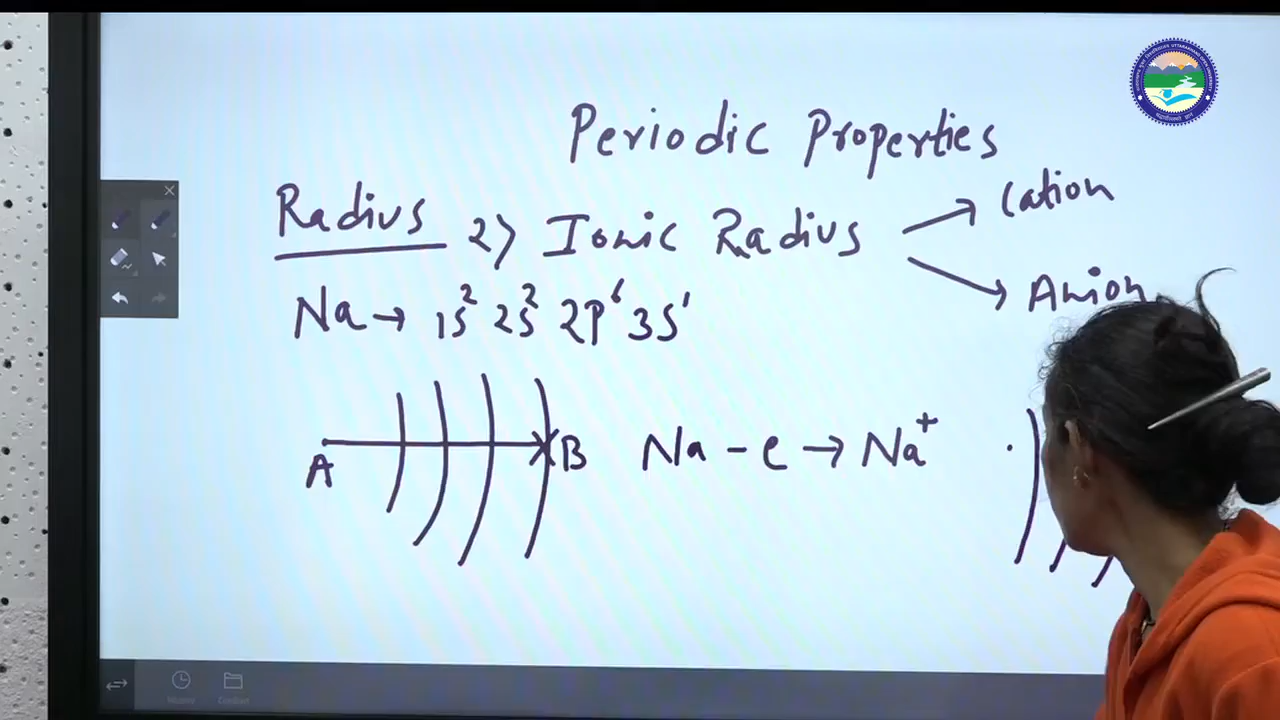 Periodic Properties
Radius 2) Ionic Radius
Cation
Anion
Na → 1s² 2s² 2p⁶ 3s¹
A B Na - e → Na⁺